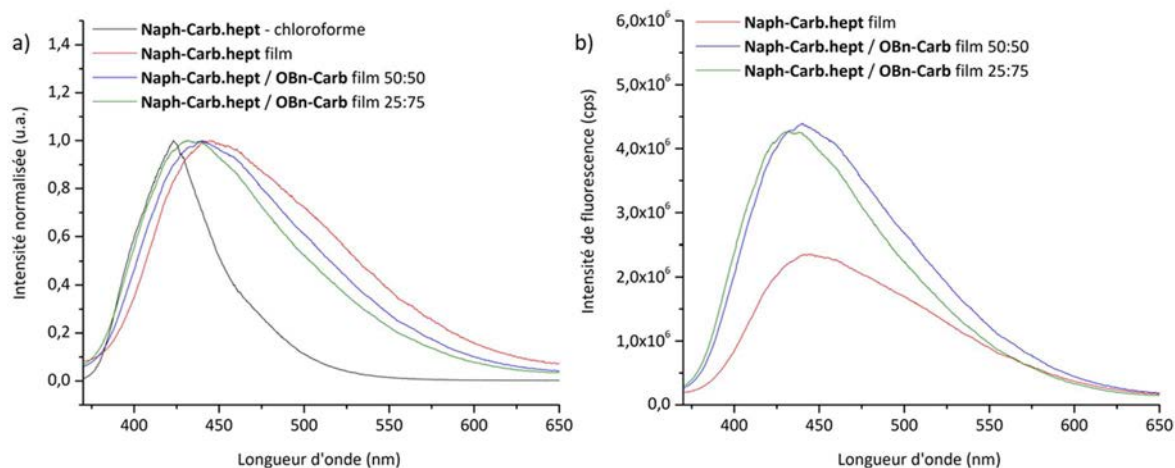 a)
Naph-Carb.hept - chloroforme
Naph-Carb.hept film
Naph-Carb.hept / OBn-Carb film 50:50
Naph-Carb.hept / OBn-Carb film 25:75
Intensité normalisée (u.a.)
1,4
1,2
1,0
0,8
0,6
0,4
0,2
0,0
400
450
500
550
600
650
Longueur d'onde (nm)
b)
Naph-Carb.hept film
Naph-Carb.hept / OBn-Carb film 50:50
Naph-Carb.hept / OBn-Carb film 25:75
Intensité de fluorescence (cps)
6,0x10⁶
5,0x10⁶
4,0x10⁶
3,0x10⁶
2,0x10⁶
1,0x10⁶
0,0
400
450
500
550
600
650
Longueur d'onde (nm)